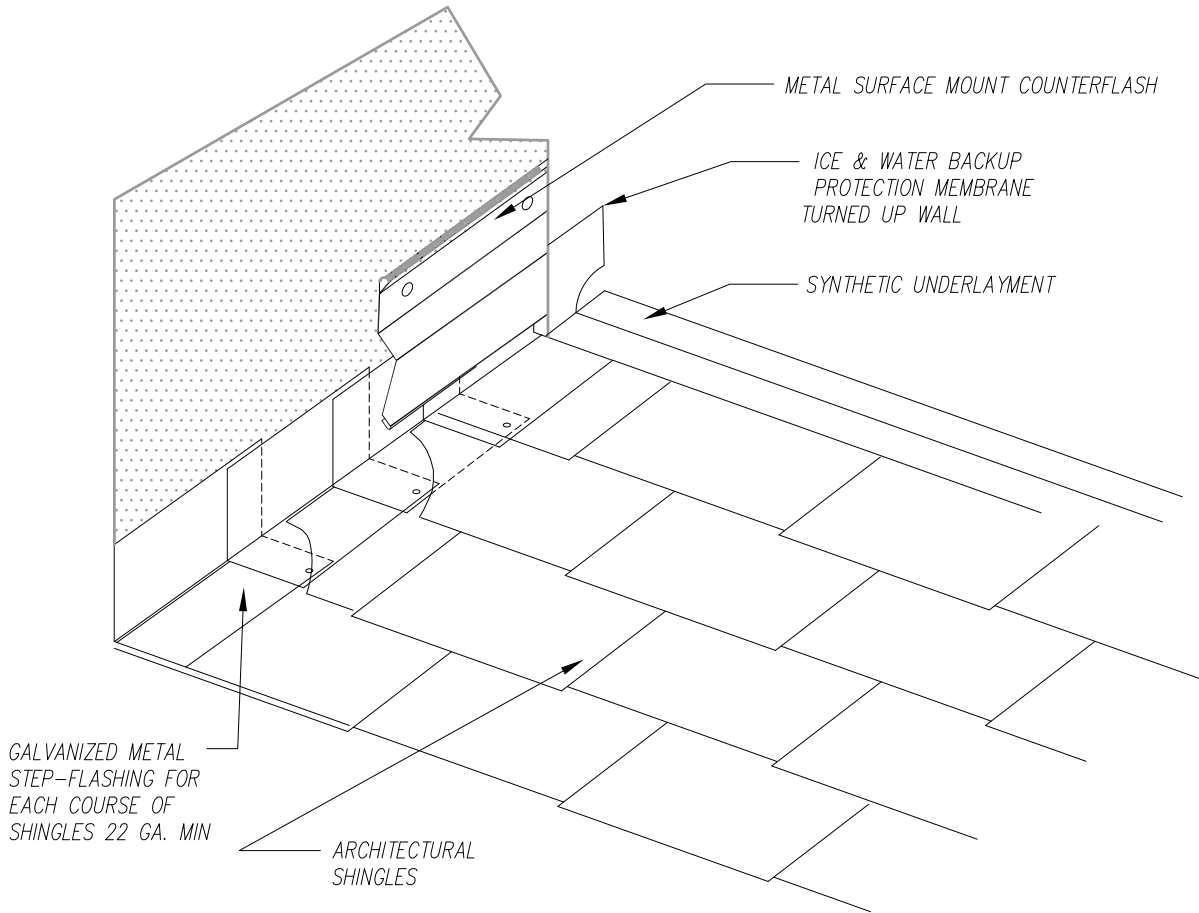 METAL SURFACE MOUNT COUNTERFLASH
ICE & WATER BACKUP
PROTECTION MEMBRANE
TURNED UP WALL
SYNTHETIC UNDERLAYMENT
GALVANIZED METAL
STEP-FLASHING FOR
EACH COURSE OF
SHINGLES 22 GA. MIN
ARCHITECTURAL
SHINGLES